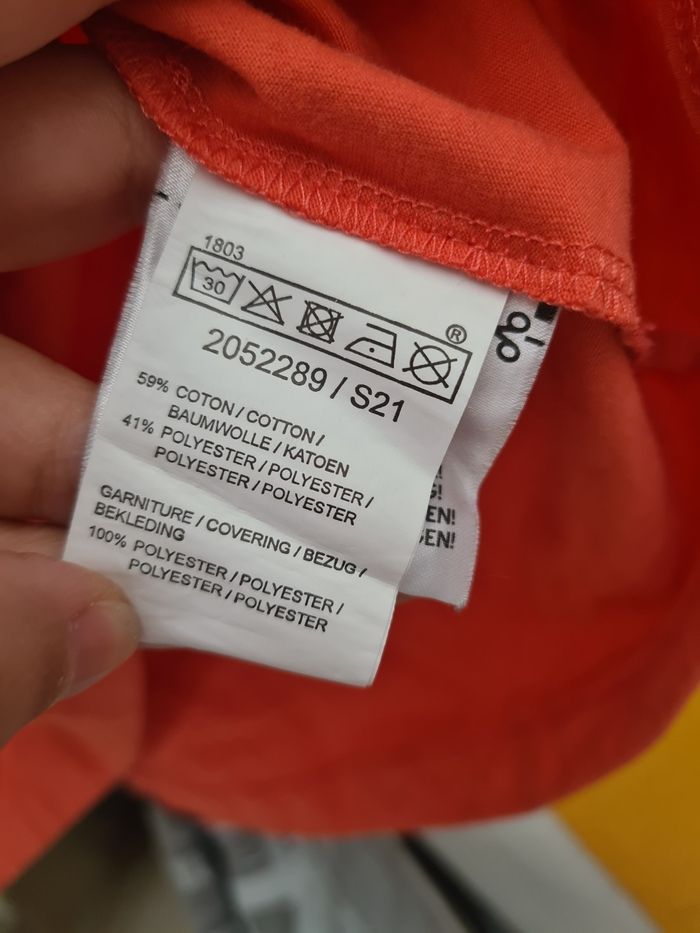 1803
30
®
2052289 / S21
59% COTON / COTTON /
BAUMWOLLE / KATOEN
41% POLYESTER / POLYESTER /
POLYESTER / POLYESTER
GARNITURE / COVERING / BEZUG /
BEKLEDING
100% POLYESTER / POLYESTER /
POLYESTER / POLYESTER